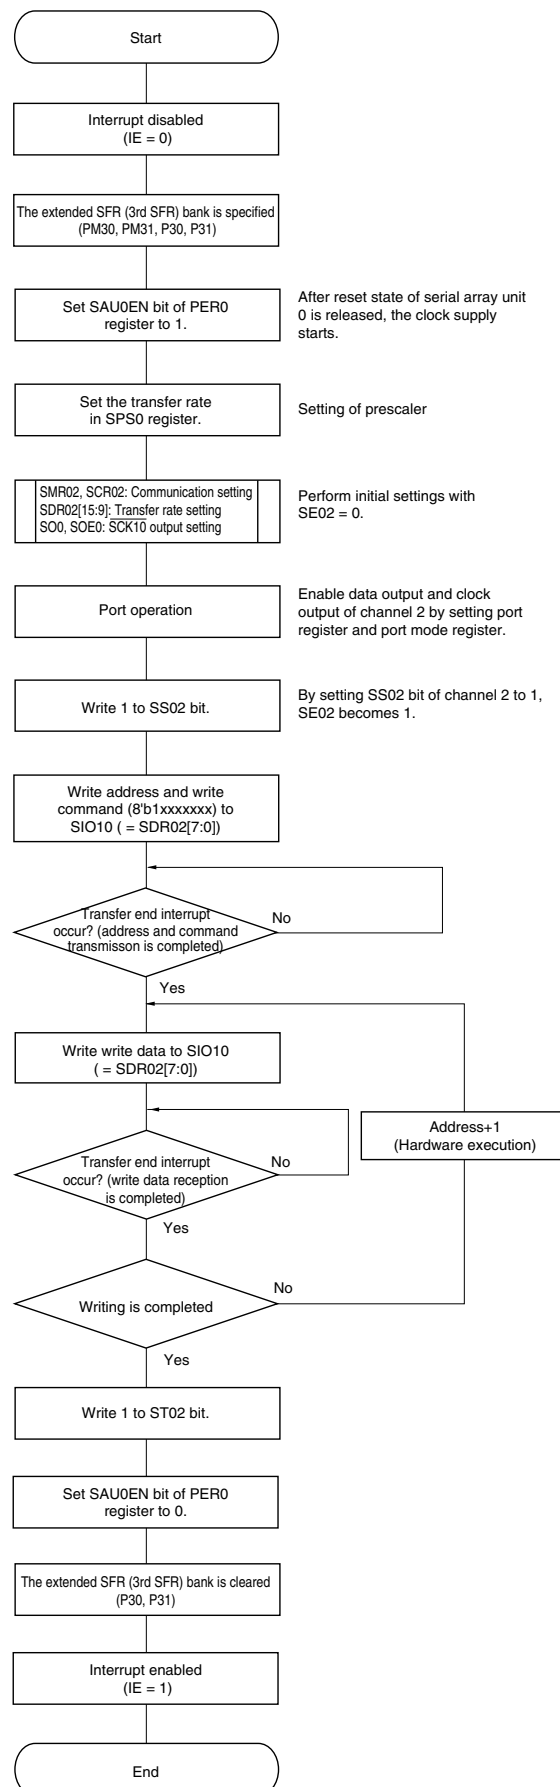 Start
Interrupt disabled
(IE = 0)
The extended SFR (3rd SFR) bank is specified
(PM30, PM31, P30, P31)
Set SAU0EN bit of PER0
register to 1.
After reset state of serial array unit
0 is released, the clock supply
starts.
Set the transfer rate
in SPS0 register.
Setting of prescaler
SMR02, SCR02: Communication setting
SDR02[15:9]: Transfer rate setting
SO0, SOE0: SCK10 output setting
Perform initial settings with
SE02 = 0.
Port operation
Enable data output and clock
output of channel 2 by setting port
register and port mode register.
Write 1 to SS02 bit.
By setting SS02 bit of channel 2 to 1,
SE02 becomes 1.
Write address and write
command (8'b1xxxxxxx) to
SIO10 ( = SDR02[7:0])
Transfer end interrupt
occur? (address and command
transmisson is completed)
No
Yes
Write write data to SIO10
( = SDR02[7:0])
Address+1
(Hardware execution)
Transfer end interrupt
occur? (write data reception
is completed)
No
Yes
Writing is completed
No
Yes
Write 1 to ST02 bit.
Set SAU0EN bit of PER0
register to 0.
The extended SFR (3rd SFR) bank is cleared
(P30, P31)
Interrupt enabled
(IE = 1)
End